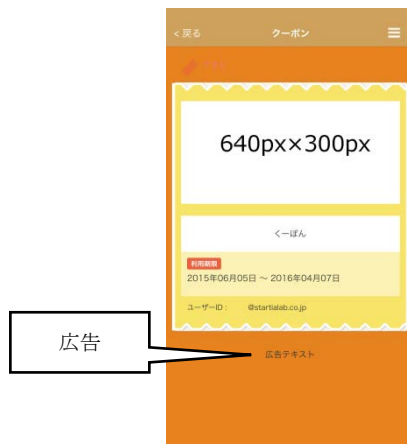 < 戻る
クーポン
640px×300px
くーぽん
利用期限
2015年06月05日 ～ 2016年04月07日
ユーザーID： @startialab.co.jp
広告
広告テキスト